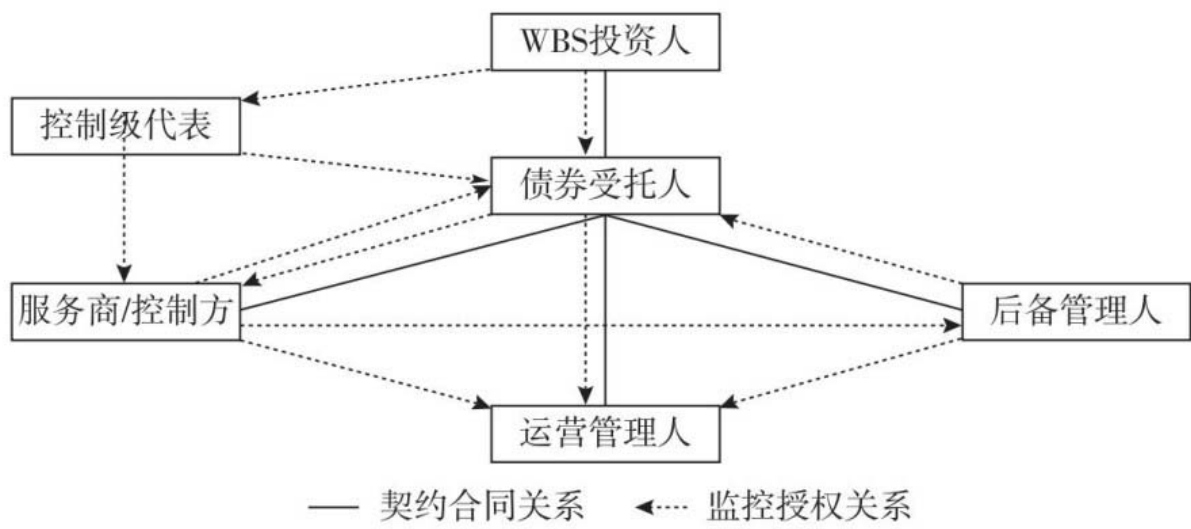 WBS投资人
控制级代表
债券受托人
服务商/控制方
后备管理人
运营管理人
契约合同关系
监控授权关系